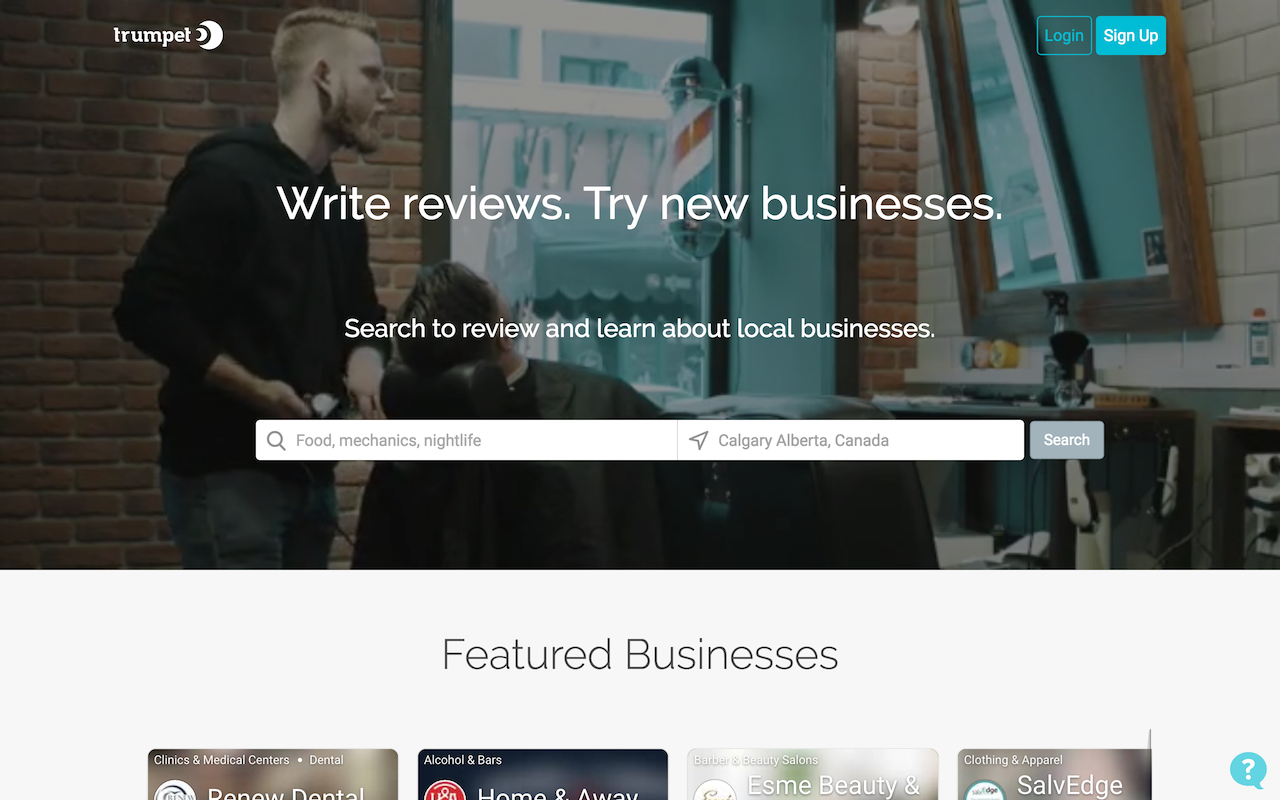 trumpet
Login
Sign Up
Write reviews. Try new businesses.
Search to review and learn about local businesses.
Food, mechanics, nightlife
Calgary Alberta, Canada
Search
Featured Businesses
Clinics & Medical Centers • Dental
Renew Dental
Alcohol & Bars
Home & Away
Barber & Beauty Salons
Esme Beauty &
Clothing & Apparel
SalvEdge
salvEdge
?